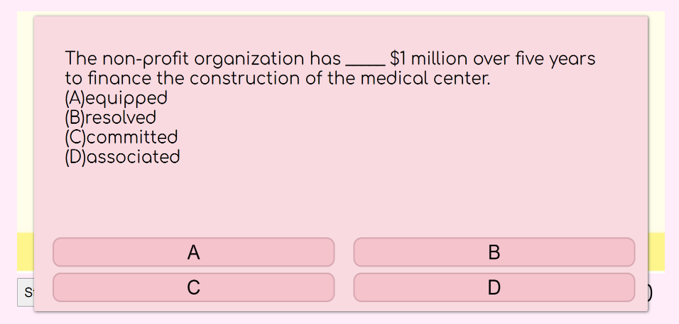 The non-profit organization has _____ $1 million over five years
to finance the construction of the medical center.
(A)equipped
(B)resolved
(C)committed
(D)associated
A
B
C
D